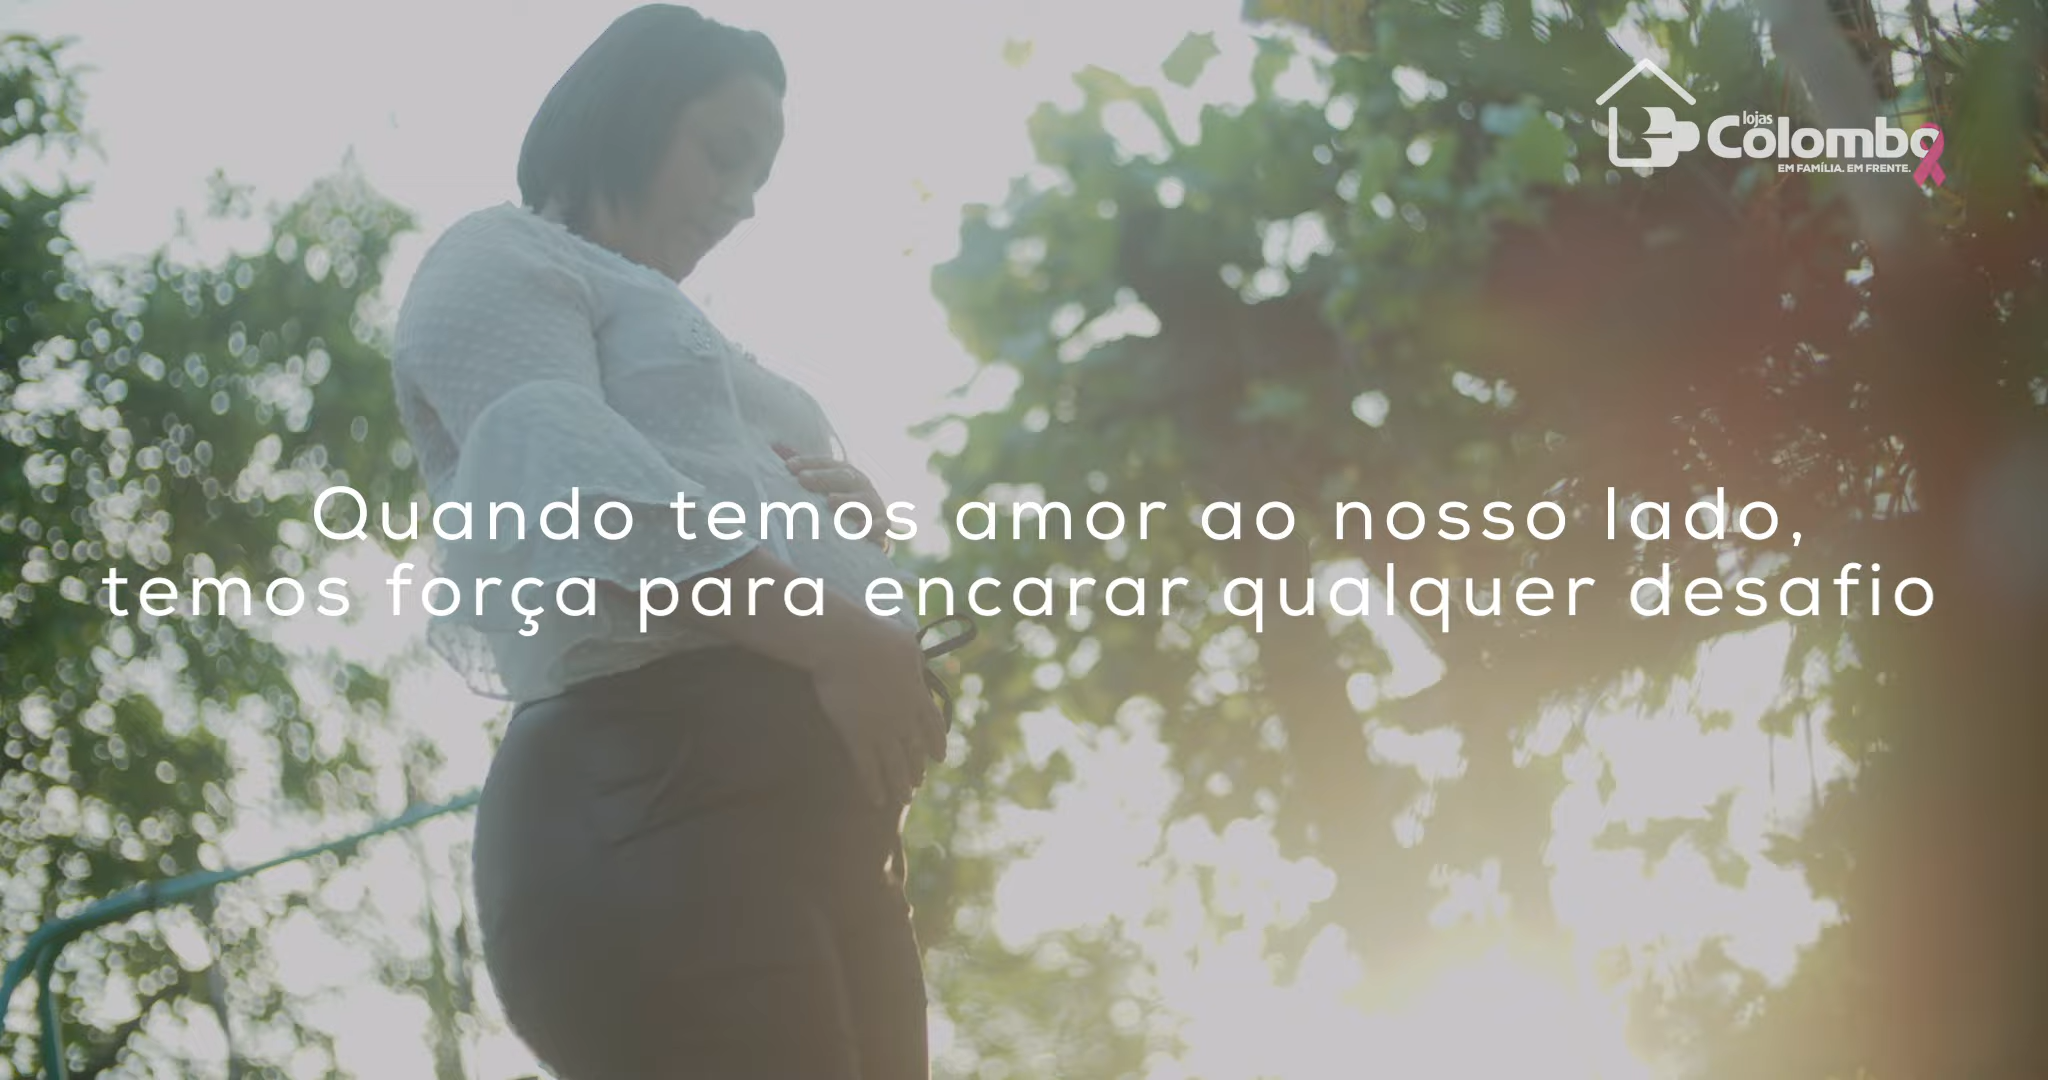 lojas
Colombo
EM FAMÍLIA. EM FRENTE.
Quando temos amor ao nosso lado,
temos força para encarar qualquer desafio